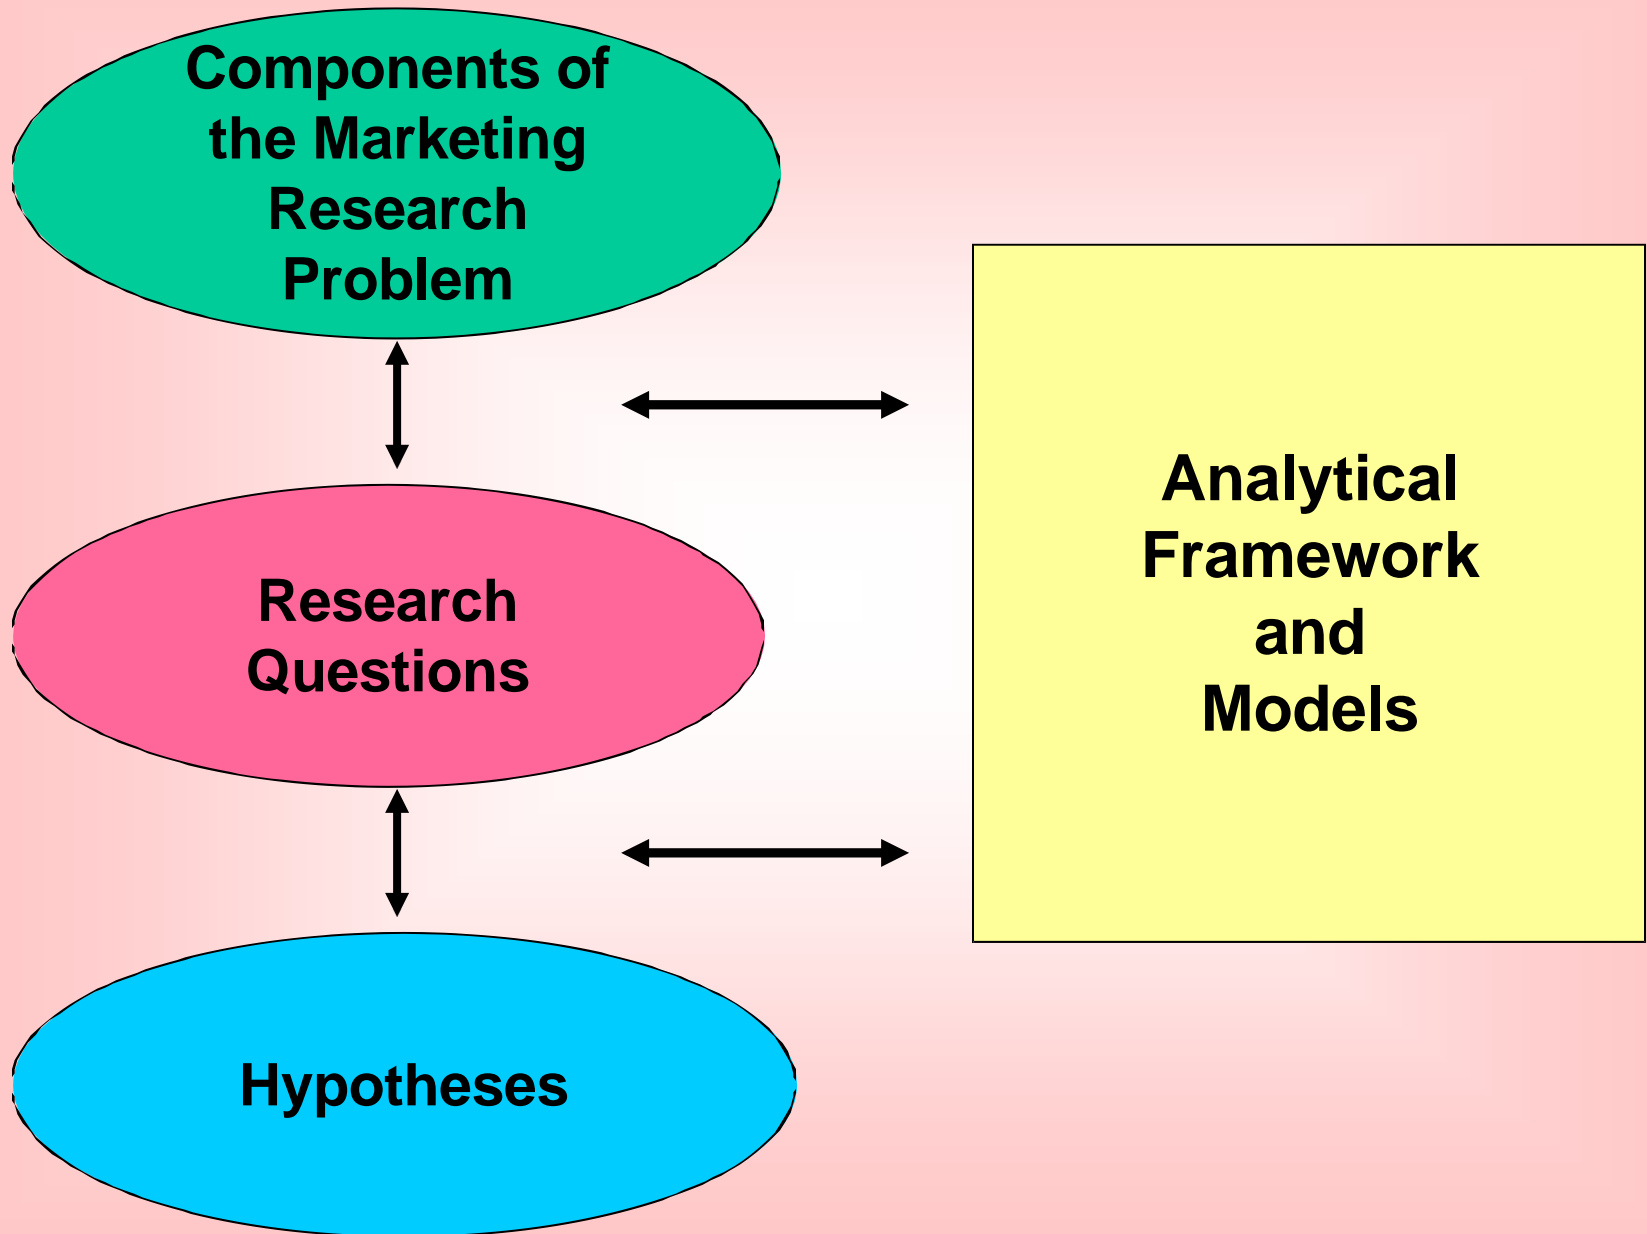 Components of
the Marketing
Research
Problem
Research
Questions
Hypotheses
Analytical
Framework
and
Models